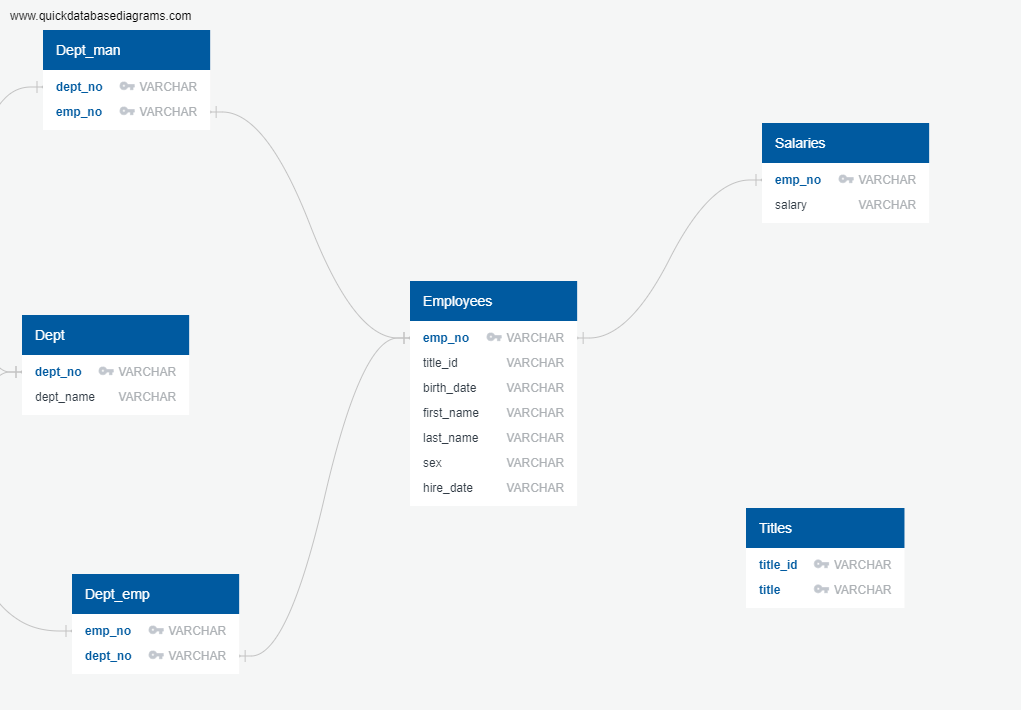 www.quickdatabasediagrams.com
Dept_man
dept_no VARCHAR
emp_no VARCHAR
Salaries
emp_no VARCHAR
salary VARCHAR
Employees
emp_no VARCHAR
title_id VARCHAR
birth_date VARCHAR
first_name VARCHAR
last_name VARCHAR
sex VARCHAR
hire_date VARCHAR
Dept
dept_no VARCHAR
dept_name VARCHAR
Titles
title_id VARCHAR
title VARCHAR
Dept_emp
emp_no VARCHAR
dept_no VARCHAR